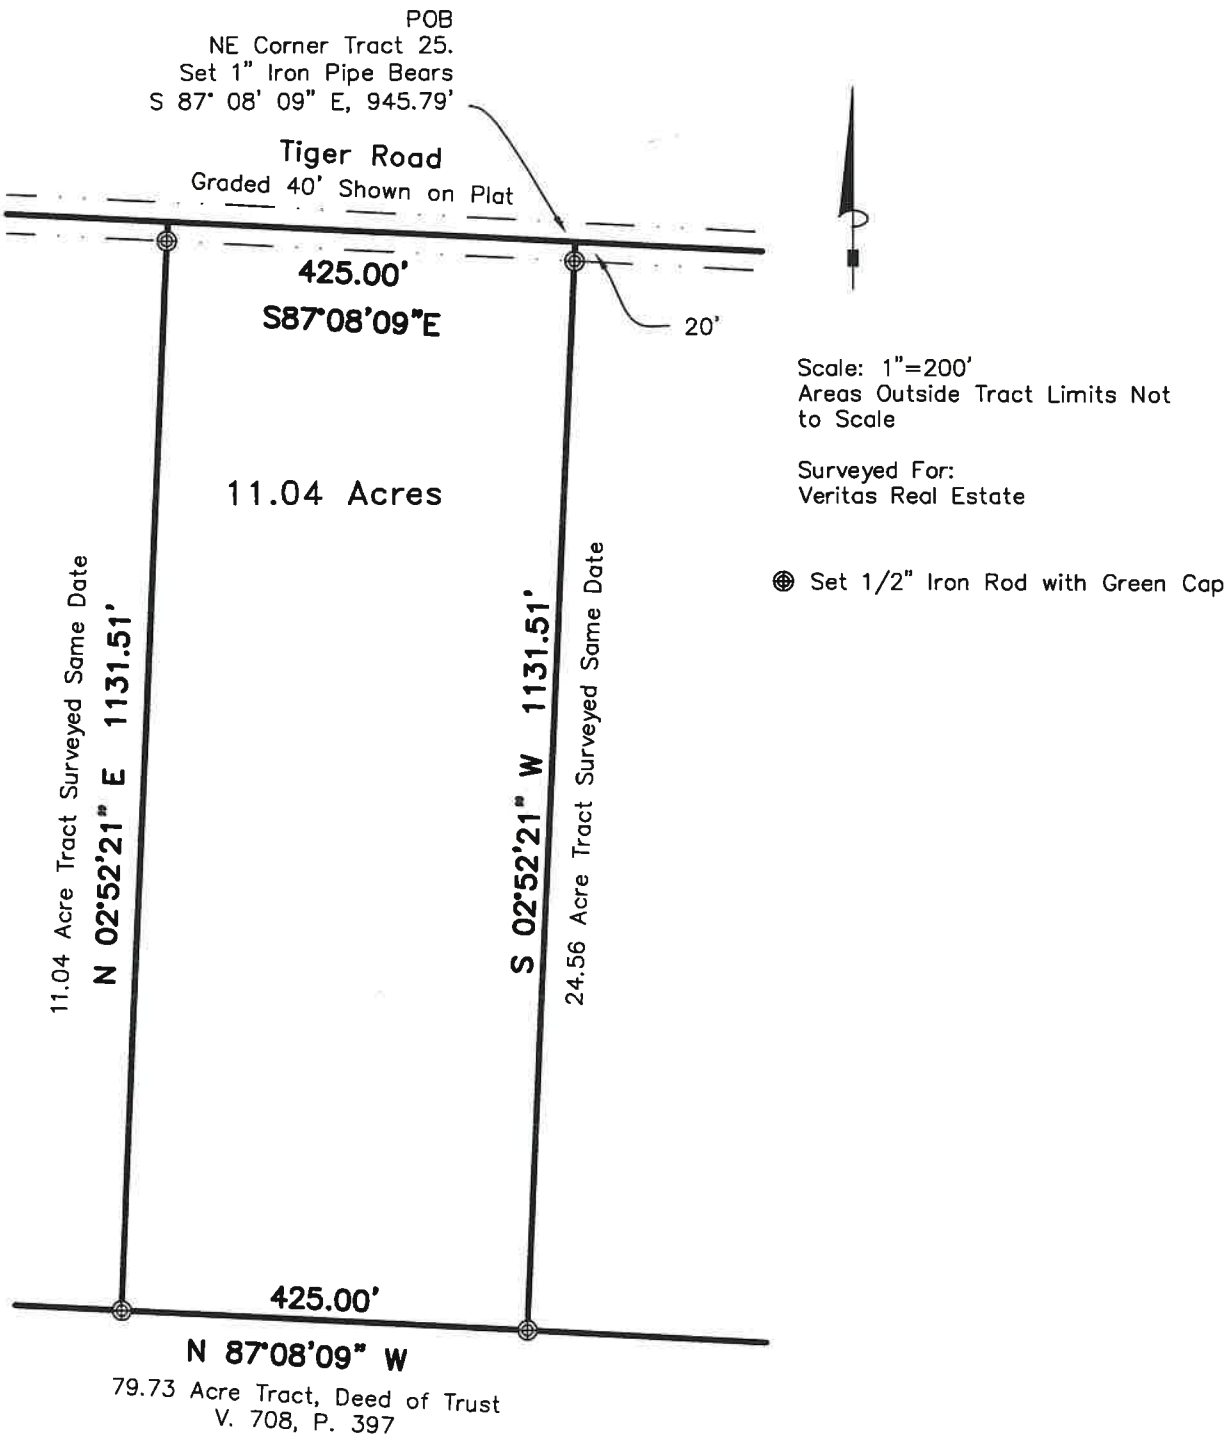 POB
NE Corner Tract 25.
Set 1" Iron Pipe Bears
S 87° 08' 09" E, 945.79'
Tiger Road
Graded 40' Shown on Plat
425.00'
S87°08'09"E
20'
Scale: 1"=200'
Areas Outside Tract Limits Not
to Scale
Surveyed For:
Veritas Real Estate
11.04 Acres
Set 1/2" Iron Rod with Green Cap
11.04 Acre Tract Surveyed Same Date
N 02°52'21" E 1131.51'
S 02°52'21" W 1131.51'
24.56 Acre Tract Surveyed Same Date
425.00'
N 87°08'09" W
79.73 Acre Tract, Deed of Trust
V. 708, P. 397